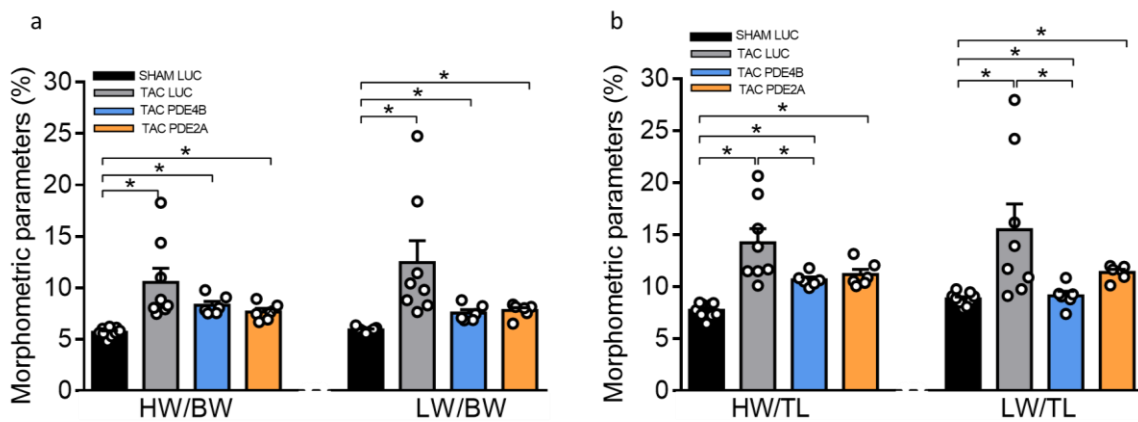 a
Morphometric parameters (%)
30
25
20
15
10
5
0
SHAM LUC
TAC LUC
TAC PDE4B
TAC PDE2A
*
*
*
*
*
*
HW/BW
LW/BW
b
Morphometric parameters (%)
30
25
20
15
10
5
0
SHAM LUC
TAC LUC
TAC PDE4B
TAC PDE2A
*
*
*
*
*
*
*
*
HW/TL
LW/TL